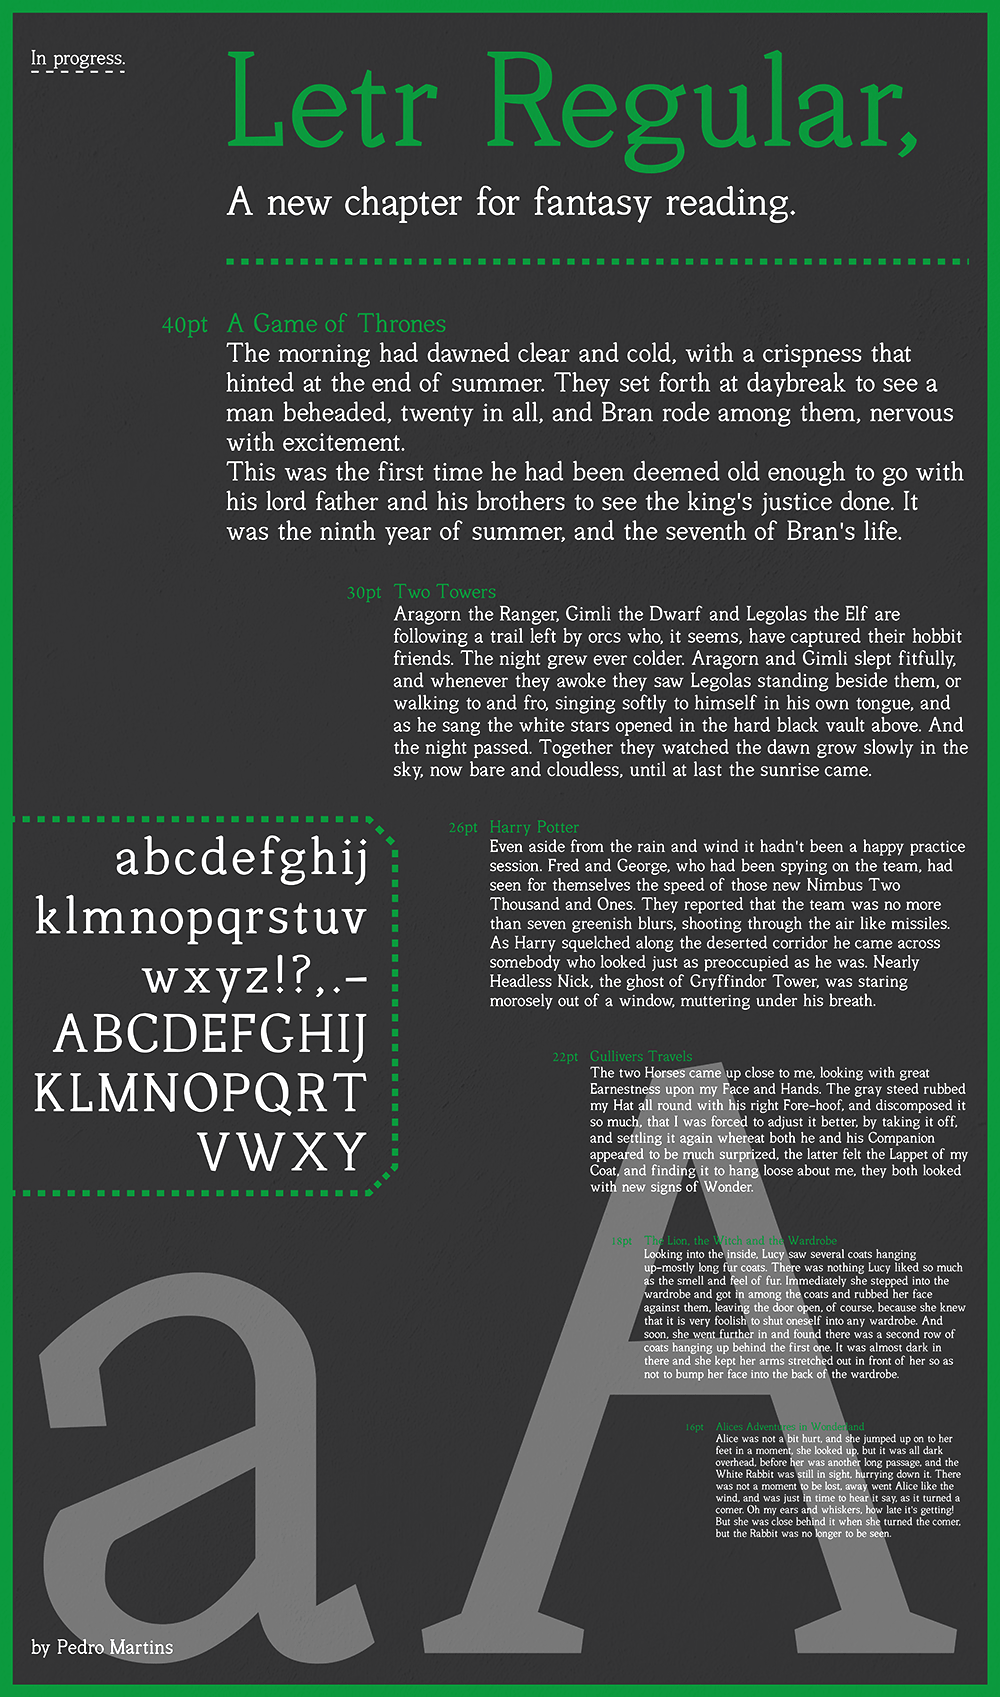 In progress.
Letr Regular,
A new chapter for fantasy reading.
40pt A Game of Thrones
The morning had dawned clear and cold, with a crispness that
hinted at the end of summer. They set forth at daybreak to see a
man beheaded, twenty in all, and Bran rode among them, nervous
with excitement.
This was the first time he had been deemed old enough to go with
his lord father and his brothers to see the king's justice done. It
was the ninth year of summer, and the seventh of Bran's life.
30pt Two Towers
Aragorn the Ranger, Gimli the Dwarf and Legolas the Elf are
following a trail left by orcs who, it seems, have captured their hobbit
friends. The night grew ever colder. Aragorn and Gimli slept fitfully,
and whenever they awoke they saw Legolas standing beside them, or
walking to and fro, singing softly to himself in his own tongue, and
as he sang the white stars opened in the hard black vault above. And
the night passed. Together they watched the dawn grow slowly in the
sky, now bare and cloudless, until at last the sunrise came.
abcdefghij
klmnopqrstuv
wxyz!?,.-
ABCDEFGHIJ
KLMNOPQRT
VWXY
26pt Harry Potter
Even aside from the rain and wind it hadn't been a happy practice
session. Fred and George, who had been spying on the team, had
seen for themselves the speed of those new Nimbus Two
Thousand and Ones. They reported that the team was no more
than seven greenish blurs, shooting through the air like missiles.
As Harry squelched along the deserted corridor he came across
somebody who looked just as preoccupied as he was. Nearly
Headless Nick, the ghost of Gryffindor Tower, was staring
morosely out of a window, muttering under his breath.
22pt Gullivers Travels
The two Horses came up close to me, looking with great
Earnestness upon my Face and Hands. The gray steed rubbed
my Hat all round with his right Fore-hoof, and discomposed it
so much, that I was forced to adjust it better, by taking it off,
and settling it again whereat both he and his Companion
appeared to be much surprized, the latter felt the Lappet of my
Coat, and finding it to hang loose about me, they both looked
with new signs of Wonder.
18pt The Lion, the Witch and the Wardrobe
Looking into the inside, Lucy saw several coats hanging
up-mostly long fur coats. There was nothing Lucy liked so much
as the smell and feel of fur. Immediately she stepped into the
wardrobe and got in among the coats and rubbed her face
against them, leaving the door open, of course, because she knew
that it is very foolish to shut oneself into any wardrobe. And
soon, she went further in and found there was a second row of
coats hanging up behind the first one. It was almost dark in
there and she kept her arms stretched out in front of her so as
not to bump her face into the back of the wardrobe.
16pt Alices Adventures in Wonderland
Alice was not a bit hurt, and she jumped up on to her
feet in a moment, she looked up, but it was all dark
overhead, before her was another long passage, and the
White Rabbit was still in sight, hurrying down it. There
was not a moment to be lost, away went Alice like the
wind, and was just in time to hear it say, as it turned a
corner. Oh my ears and whiskers, how late it's getting!
But she was close behind it when she turned the corner,
but the Rabbit was no longer to be seen.
a A
by Pedro Martins